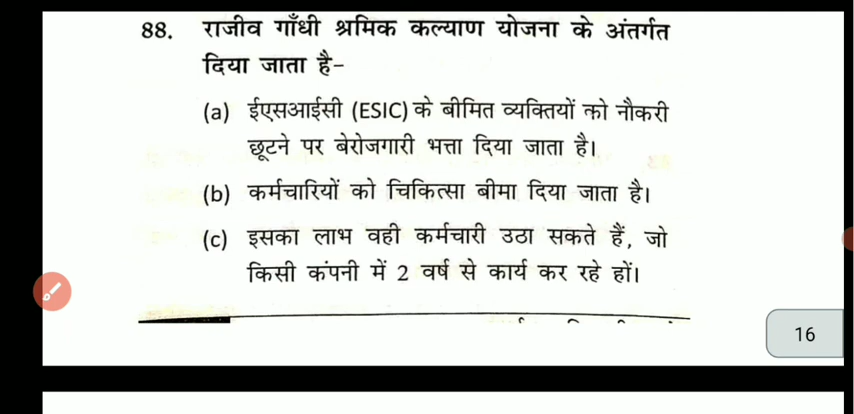 88. राजीव गाँधी श्रमिक कल्याण योजना के अंतर्गत
दिया जाता है-
(a) ईएसआईसी (ESIC) के बीमित व्यक्तियों को नौकरी
छूटने पर बेरोजगारी भत्ता दिया जाता है।
(b) कर्मचारियों को चिकित्सा बीमा दिया जाता है।
(c) इसका लाभ वही कर्मचारी उठा सकते हैं, जो
किसी कंपनी में 2 वर्ष से कार्य कर रहे हों।
16